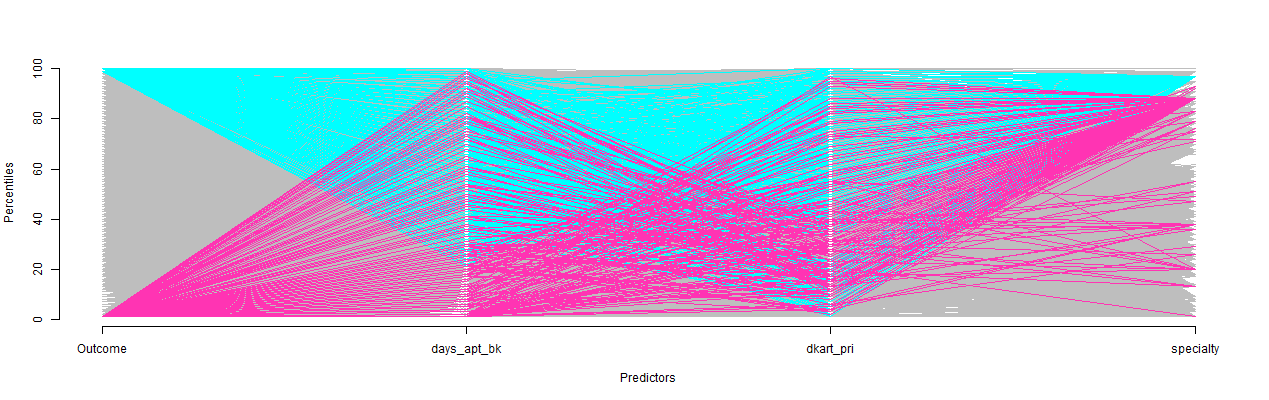 100
80
60
40
20
0
Percentiles
Outcome
days_apt_bk
dkart_pri
specialty
Predictors